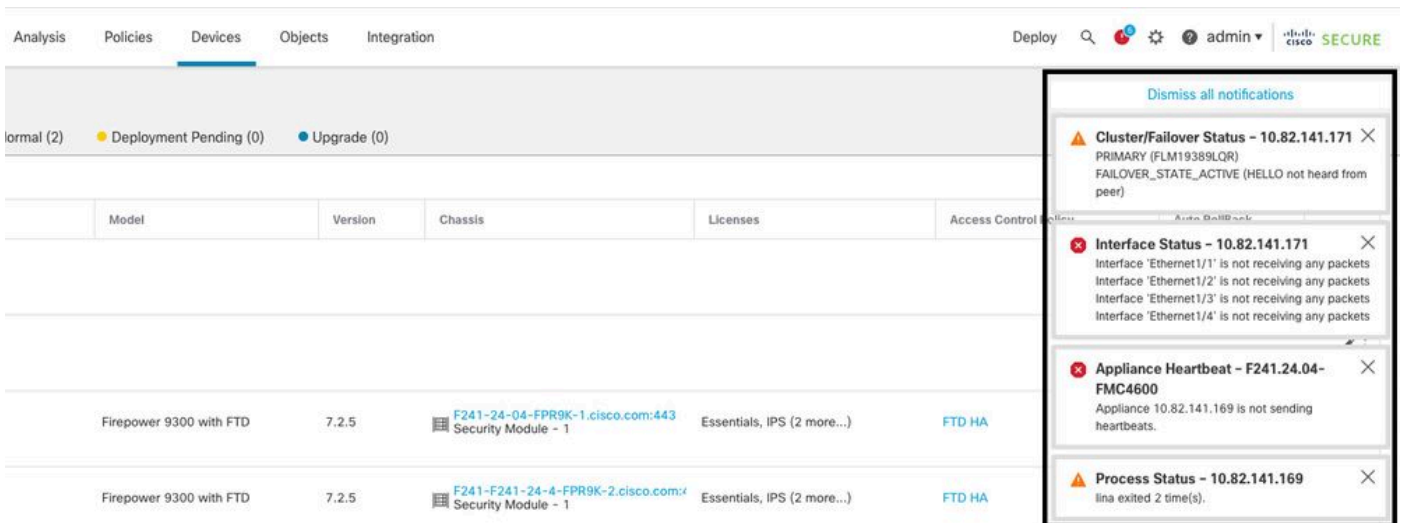 Analysis Policies Devices Objects Integration Deploy 6 admin cisco SECURE
Normal (2) Deployment Pending (0) Upgrade (0)
Model Version Chassis Licenses Access Control Policy Auto RollBack
Firepower 9300 with FTD 7.2.5 F241-24-04-FPR9K-1.cisco.com:443 Essentials, IPS (2 more...) FTD HA
Security Module - 1
Firepower 9300 with FTD 7.2.5 F241-F241-24-4-FPR9K-2.cisco.com:4 Essentials, IPS (2 more...) FTD HA
Security Module - 1
Dismiss all notifications
Cluster/Failover Status - 10.82.141.171
PRIMARY (FLM19389LQR)
FAILOVER_STATE_ACTIVE (HELLO not heard from
peer)
Interface Status - 10.82.141.171
Interface 'Ethernet1/1' is not receiving any packets
Interface 'Ethernet1/2' is not receiving any packets
Interface 'Ethernet1/3' is not receiving any packets
Interface 'Ethernet1/4' is not receiving any packets
Appliance Heartbeat - F241.24.04-
FMC4600
Appliance 10.82.141.169 is not sending
heartbeats.
Process Status - 10.82.141.169
lina exited 2 time(s).